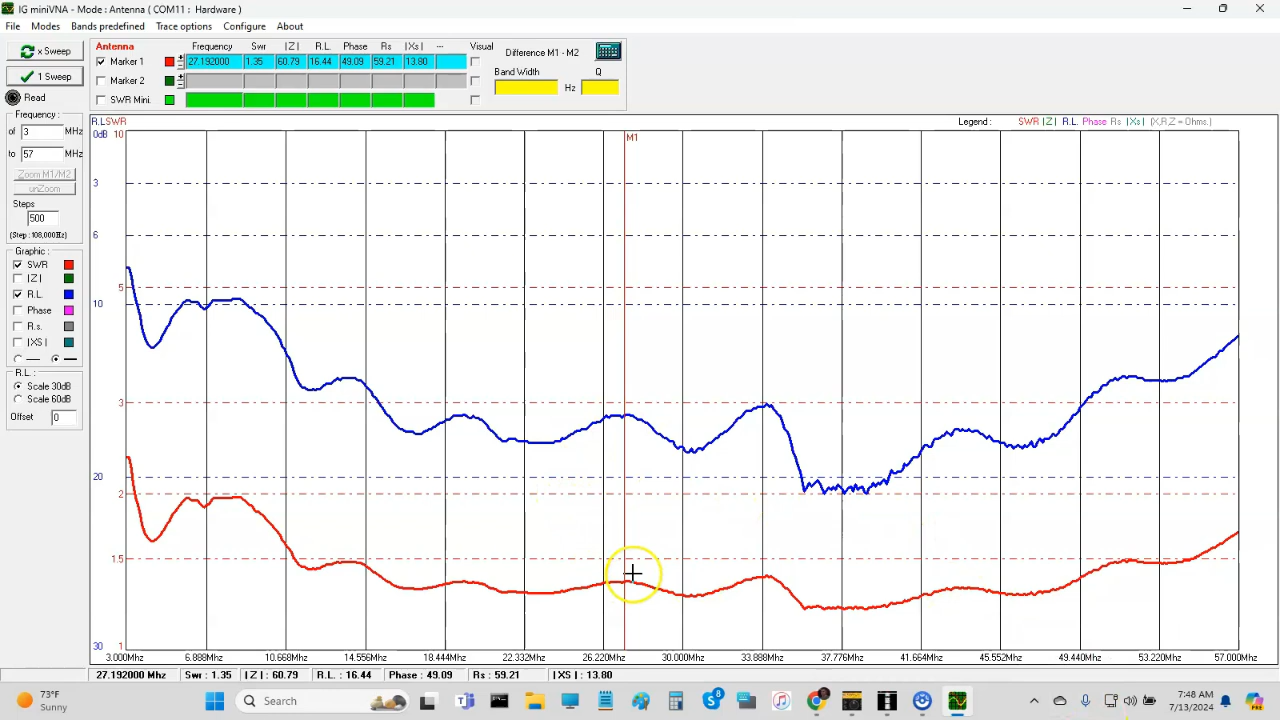 IG miniVNA - Mode : Antenna ( COM11 : Hardware )
File Modes Bands predefined Trace options Configure About
x Sweep
1 Sweep
Read
Antenna Frequency Swr |Z| R.L. Phase Rs |Xs| --- Visual
Marker 1 27.192000 1.35 60.79 16.44 49.09 59.21 13.80
Marker 2
SWR Mini.
Difference M1 - M2
Band Width Q
Hz
Frequency :
of 3 MHz
to 57 MHz
Zoom M1/M2
unZoom
Steps
500
(Step : 108,000Hz)
Graphic :
SWR
|Z|
R.L.
Phase
R.s.
|XS|
R.L. :
Scale 30dB
Scale 60dB
Offset 0
R.L SWR
Legend : SWR |Z| R.L. Phase Rs |Xs| (X,R,Z = Ohms.)
0dB 10
M1
3
6
5
10
3
20
2
1.5
30 1
3.000Mhz 6.888Mhz 10.668Mhz 14.556Mhz 18.444Mhz 22.332Mhz 26.220Mhz 30.000Mhz 33.888Mhz 37.776Mhz 41.664Mhz 45.552Mhz 49.440Mhz 53.220Mhz 57.000Mhz
27.192000 Mhz Swr : 1.35 |Z| : 60.79 R.L. : 16.44 Phase : 49.09 Rs : 59.21 |XS| : 13.80
73°F
Sunny
Search
8
7:48 AM
7/13/2024